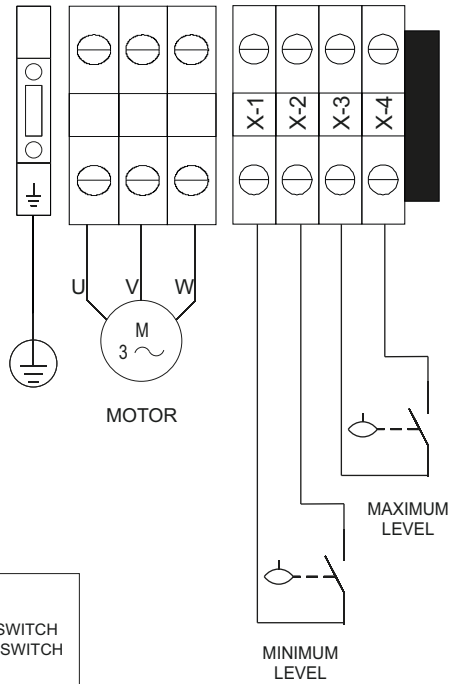 X-1
X-2
X-3
X-4
U V W
M
3
MOTOR
MAXIMUM
LEVEL
MINIMUM
LEVEL
SWITCH
SWITCH